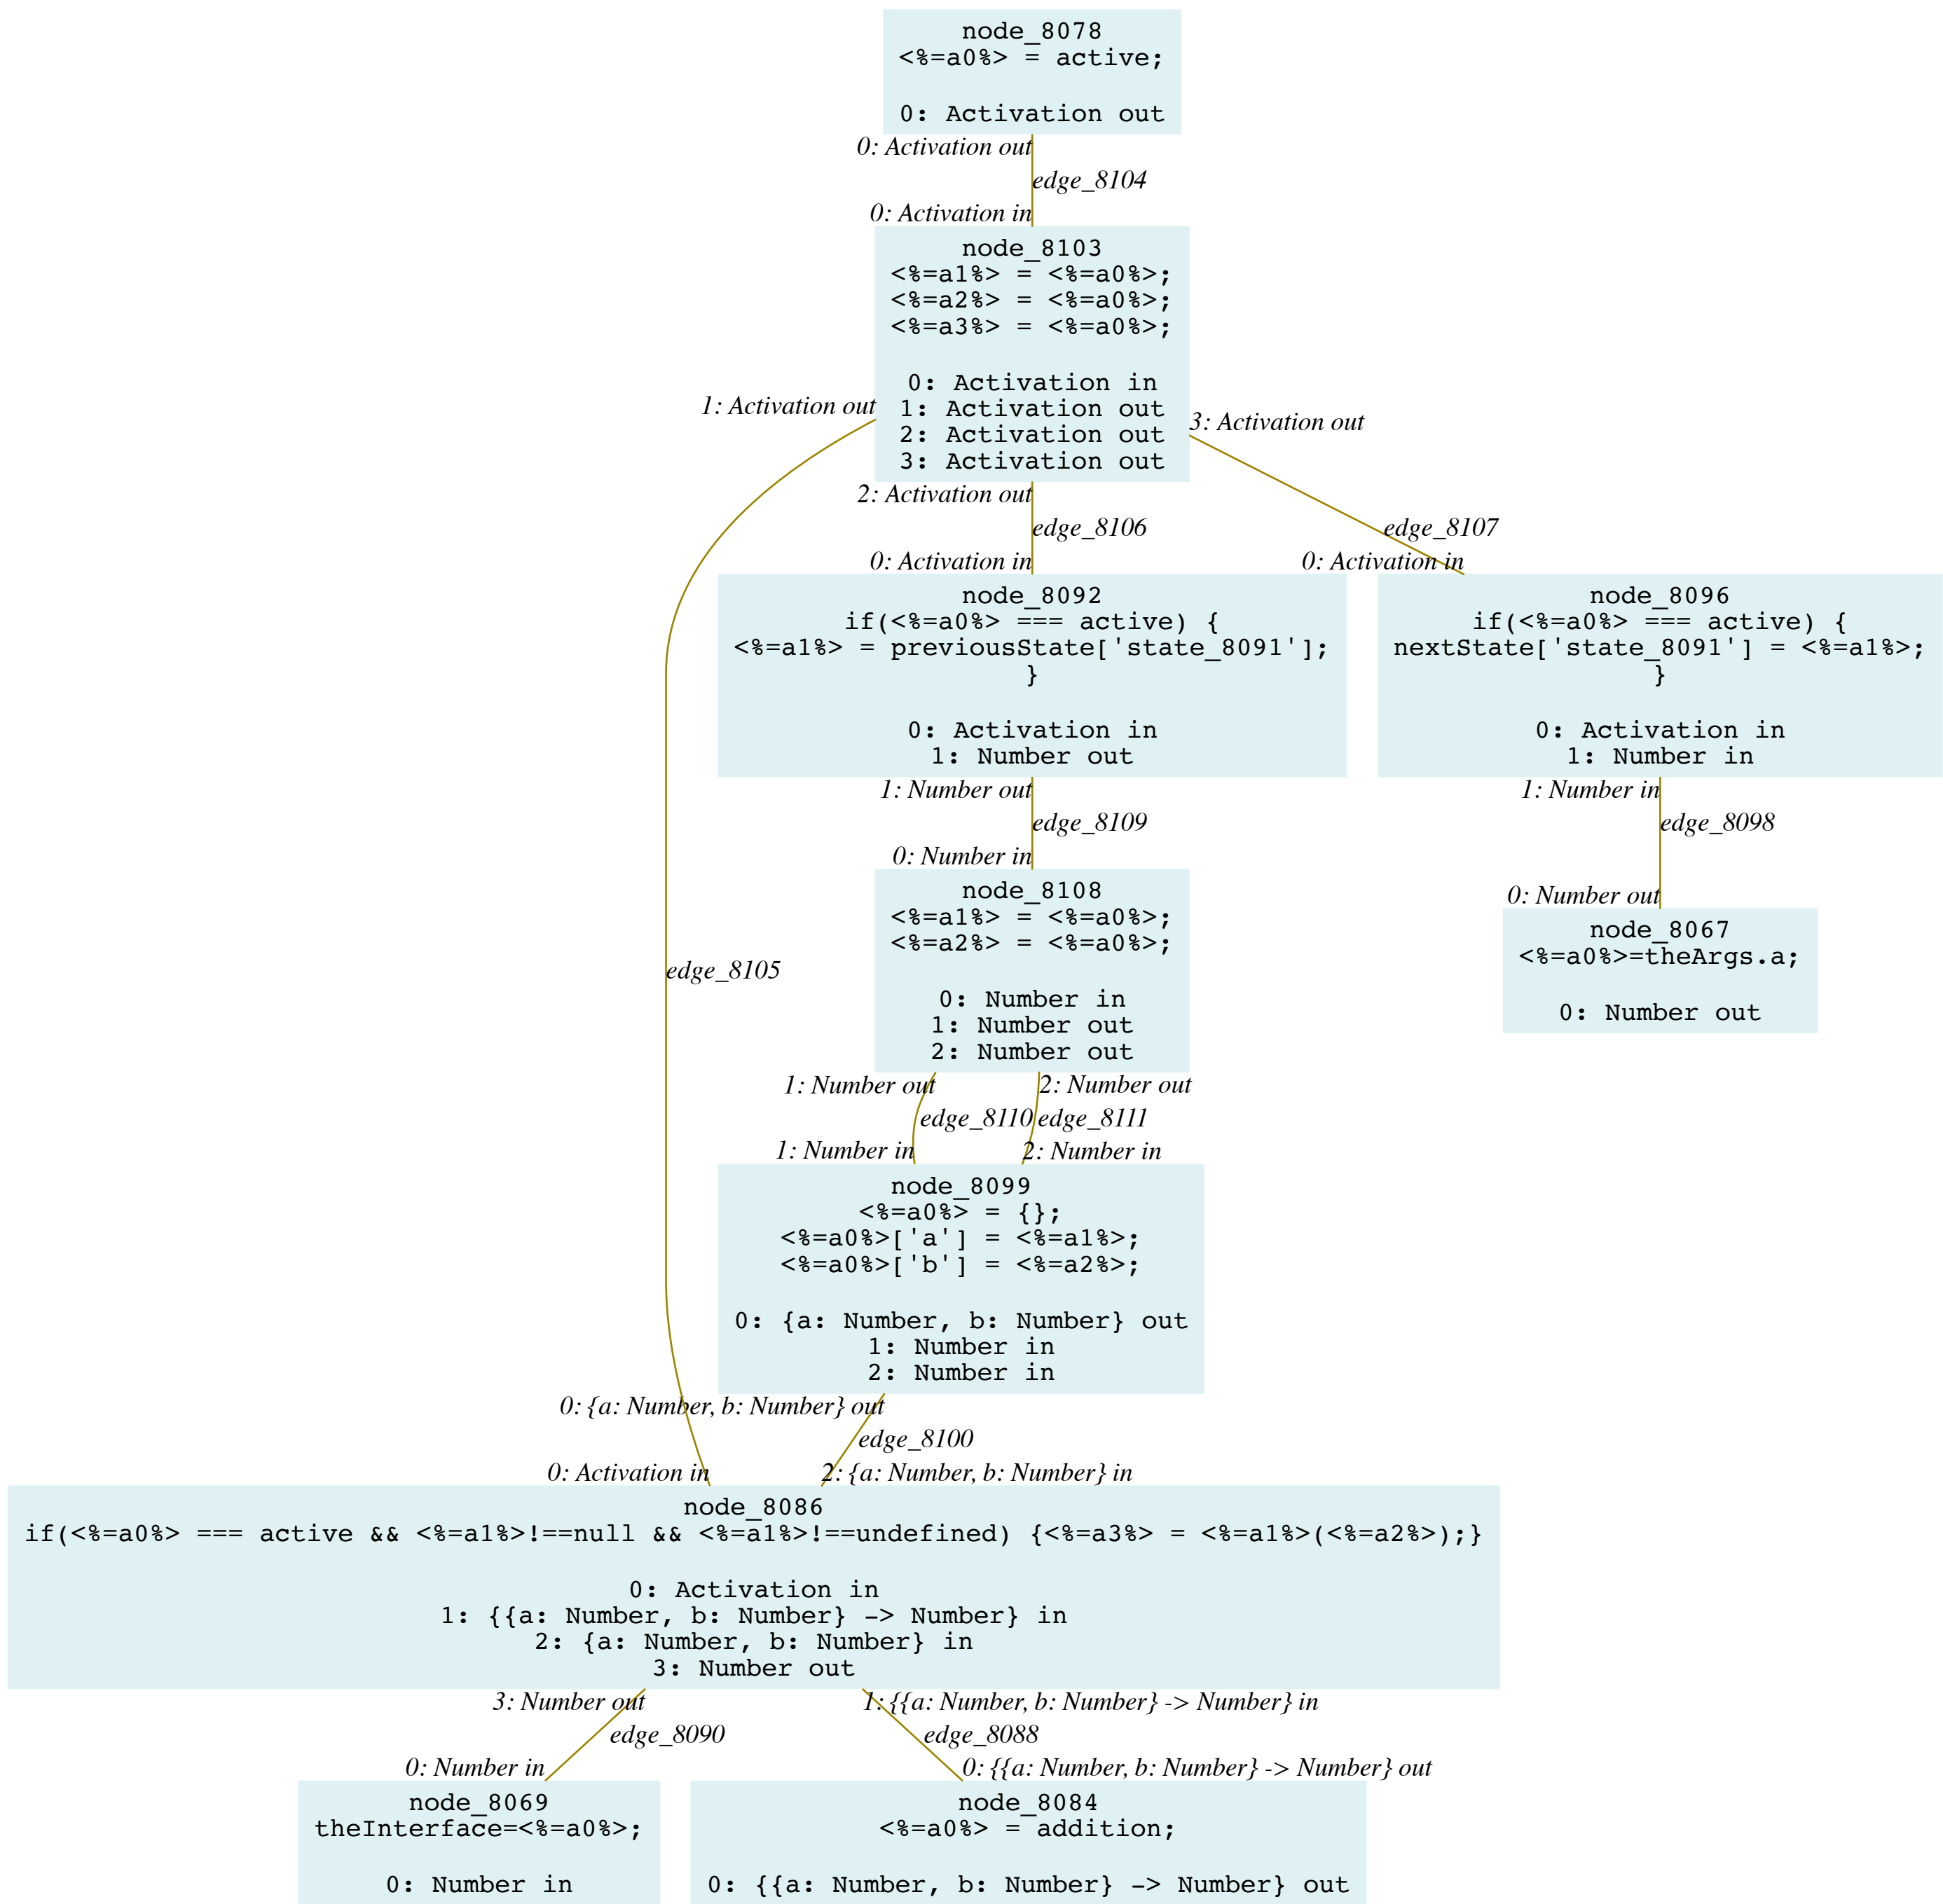 node_8078
<%=a0%> = active;
0: Activation out
0: Activation out
edge_8104
0: Activation in
node_8103
<%=a1%> = <%=a0%>;
<%=a2%> = <%=a0%>;
<%=a3%> = <%=a0%>;
0: Activation in
1: Activation out
2: Activation out
3: Activation out
1: Activation out
3: Activation out
2: Activation out
edge_8106
edge_8107
0: Activation in
0: Activation in
node_8092
if(<%=a0%> === active) {
<%=a1%> = previousState['state_8091'];
}
0: Activation in
1: Number out
node_8096
if(<%=a0%> === active) {
nextState['state_8091'] = <%=a1%>;
}
0: Activation in
1: Number in
1: Number out
edge_8109
0: Number in
1: Number in
edge_8098
0: Number out
node_8108
<%=a1%> = <%=a0%>;
<%=a2%> = <%=a0%>;
0: Number in
1: Number out
2: Number out
node_8067
<%=a0%>=theArgs.a;
0: Number out
edge_8105
1: Number out
2: Number out
edge_8110
edge_8111
1: Number in
2: Number in
node_8099
<%=a0%> = {};
<%=a0%>['a'] = <%=a1%>;
<%=a0%>['b'] = <%=a2%>;
0: {a: Number, b: Number} out
1: Number in
2: Number in
0: {a: Number, b: Number} out
edge_8100
0: Activation in
2: {a: Number, b: Number} in
node_8086
if(<%=a0%> === active && <%=a1%>!==null && <%=a1%>!==undefined) {<%=a3%> = <%=a1%>(<%=a2%>);}
0: Activation in
1: {{a: Number, b: Number} -> Number} in
2: {a: Number, b: Number} in
3: Number out
3: Number out
1: {{a: Number, b: Number} -> Number} in
edge_8090
edge_8088
0: Number in
0: {{a: Number, b: Number} -> Number} out
node_8069
theInterface=<%=a0%>;
0: Number in
node_8084
<%=a0%> = addition;
0: {{a: Number, b: Number} -> Number} out